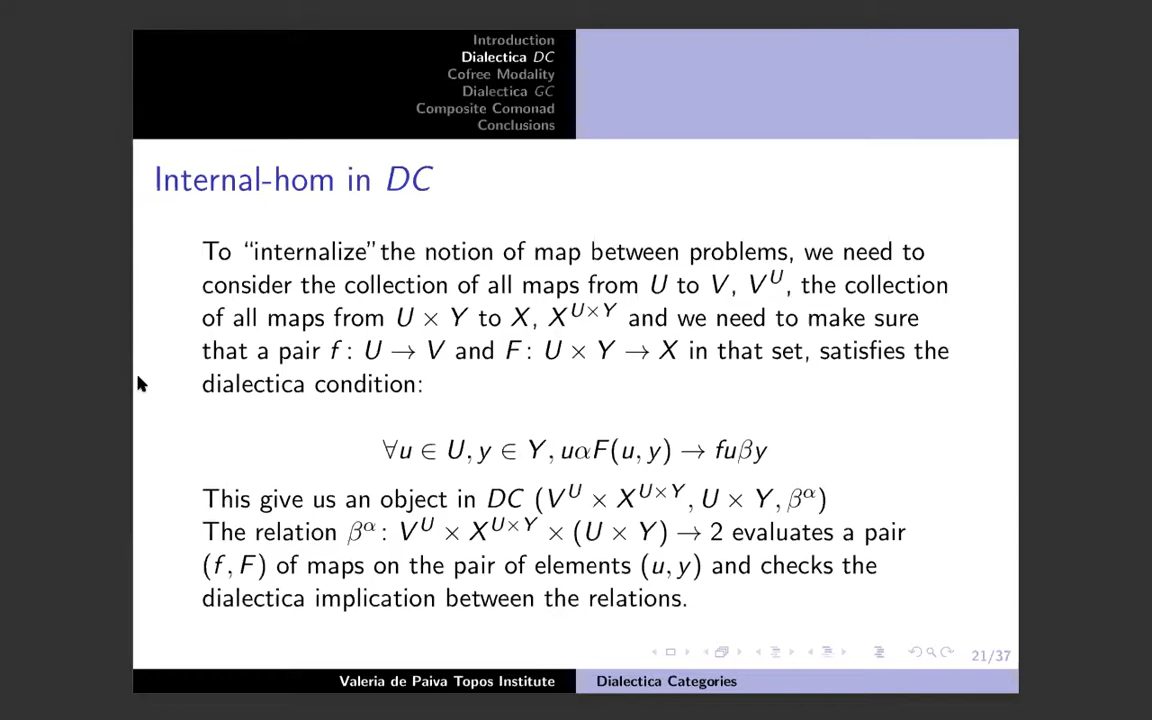 Introduction
Dialectica DC
Cofree Modality
Dialectica GC
Composite Comonad
Conclusions
Internal-hom in DC
To “internalize” the notion of map between problems, we need to
consider the collection of all maps from U to V, V^U, the collection
of all maps from U × Y to X, X^{U×Y} and we need to make sure
that a pair f: U → V and F: U × Y → X in that set, satisfies the
dialectica condition:
∀u ∈ U, y ∈ Y, uαF(u, y) → fuβy
This give us an object in DC (V^U × X^{U×Y}, U × Y, β^α)
The relation β^α: V^U × X^{U×Y} × (U × Y) → 2 evaluates a pair
(f, F) of maps on the pair of elements (u, y) and checks the
dialectica implication between the relations.
21/37
Valeria de Paiva Topos Institute Dialectica Categories